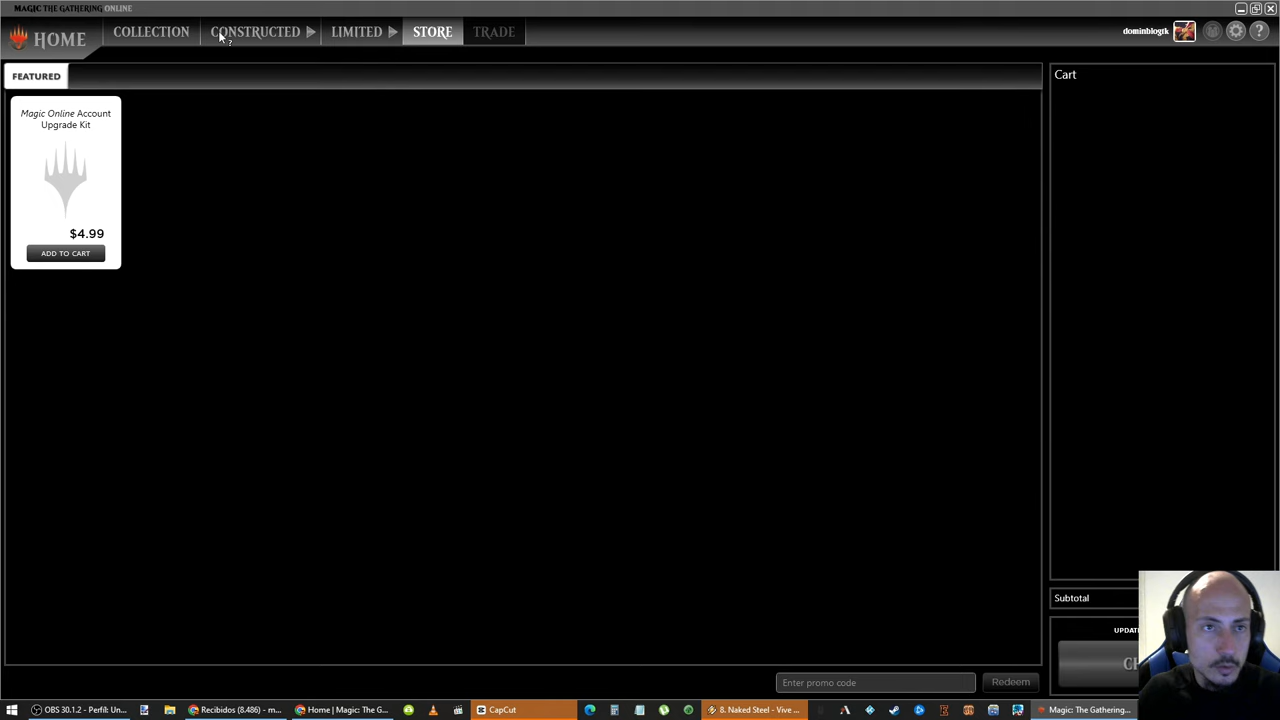 MAGIC THE GATHERING ONLINE
HOME
COLLECTION
CONSTRUCTED
LIMITED
STORE
TRADE
dominblogtk
FEATURED
Cart
Magic Online Account
Upgrade Kit
$4.99
ADD TO CART
Subtotal
Enter promo code
Redeem
OBS 30.1.2 - Perfil: Un...
Recibidos (8.486) - m...
Home | Magic: The G...
CapCut
8. Naked Steel - Vive ...
Magic: The Gathering...